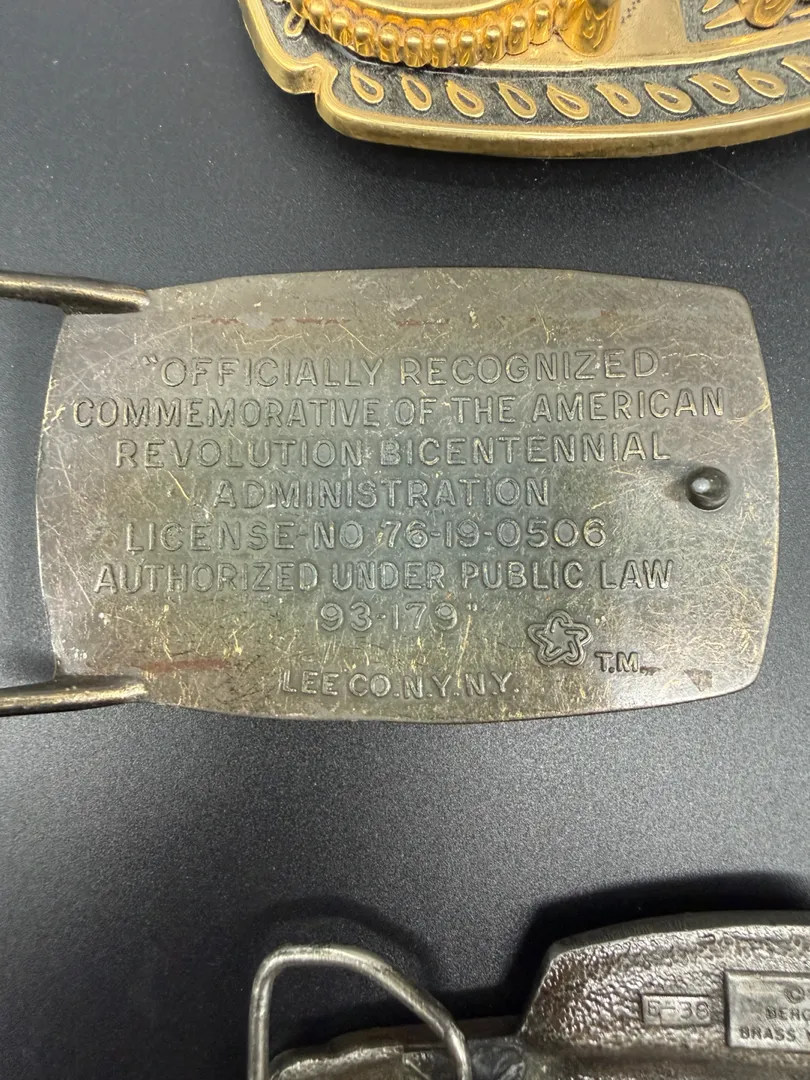 "OFFICIALLY RECOGNIZED
COMMEMORATIVE OF THE AMERICAN
REVOLUTION BICENTENNIAL
ADMINISTRATION
LICENSE-NO 76-19-0506
AUTHORIZED UNDER PUBLIC LAW
93-179"
T.M.
LEE CO. N.Y. N.Y.
©
BRASS